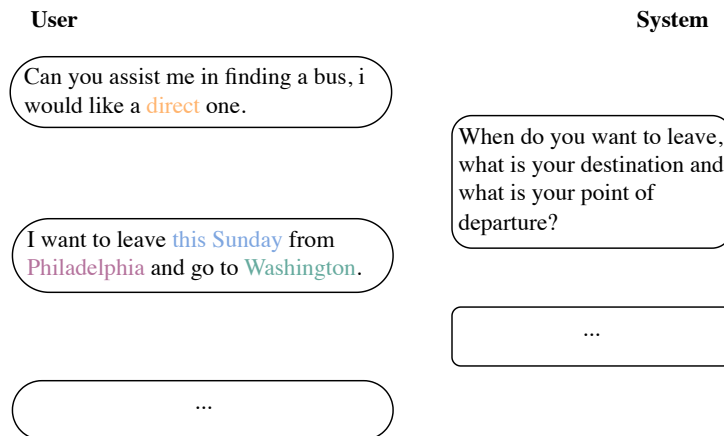 User
System
Can you assist me in finding a bus, i
would like a direct one.
When do you want to leave,
what is your destination and
what is your point of
departure?
I want to leave this Sunday from
Philadelphia and go to Washington.
...
...